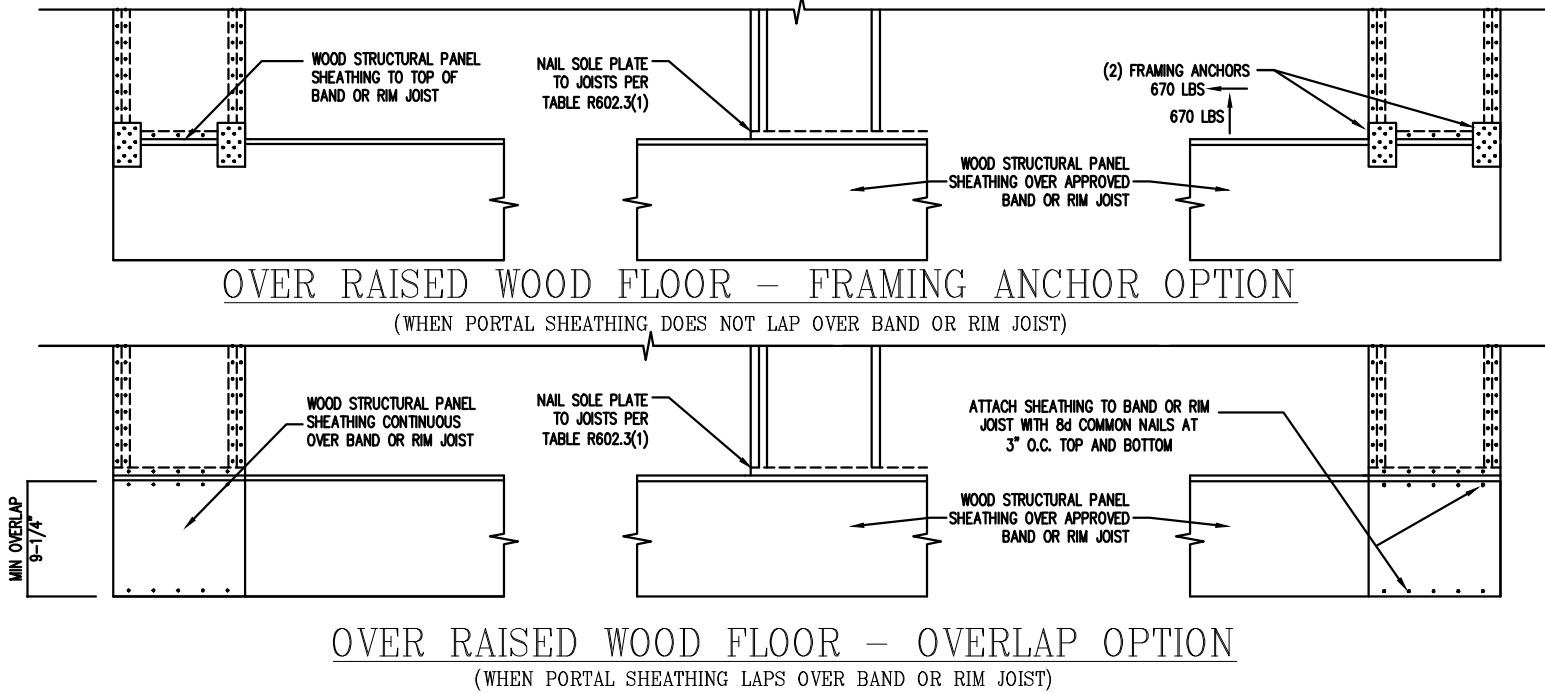 WOOD STRUCTURAL PANEL
SHEATHING TO TOP OF
BAND OR RIM JOIST
NAIL SOLE PLATE
TO JOISTS PER
TABLE R602.3(1)
(2) FRAMING ANCHORS
670 LBS
670 LBS
WOOD STRUCTURAL PANEL
SHEATHING OVER APPROVED
BAND OR RIM JOIST
OVER RAISED WOOD FLOOR – FRAMING ANCHOR OPTION
(WHEN PORTAL SHEATHING DOES NOT LAP OVER BAND OR RIM JOIST)
WOOD STRUCTURAL PANEL
SHEATHING CONTINUOUS
OVER BAND OR RIM JOIST
NAIL SOLE PLATE
TO JOISTS PER
TABLE R602.3(1)
ATTACH SHEATHING TO BAND OR RIM
JOIST WITH 8d COMMON NAILS AT
3" O.C. TOP AND BOTTOM
MIN OVERLAP
9-1/4"
WOOD STRUCTURAL PANEL
SHEATHING OVER APPROVED
BAND OR RIM JOIST
OVER RAISED WOOD FLOOR – OVERLAP OPTION
(WHEN PORTAL SHEATHING LAPS OVER BAND OR RIM JOIST)